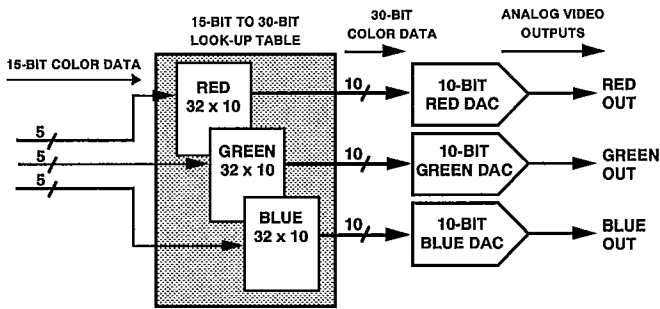 15-BIT TO 30-BIT
LOOK-UP TABLE
30-BIT
COLOR DATA
ANALOG VIDEO
OUTPUTS
15-BIT COLOR DATA
RED
32 x 10
10
10-BIT
RED DAC
RED
OUT
5
5
5
GREEN
32 x 10
10
10-BIT
GREEN DAC
GREEN
OUT
BLUE
32 x 10
10
10-BIT
BLUE DAC
BLUE
OUT